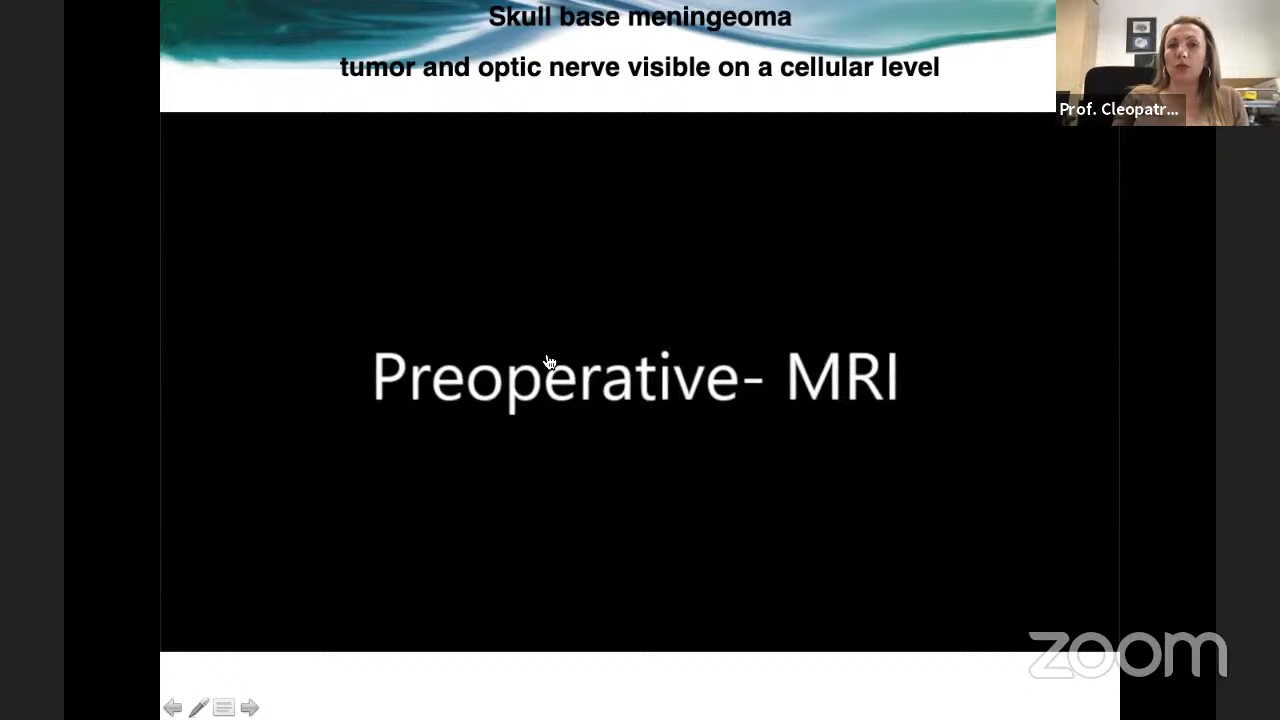 Skull base meningeoma
tumor and optic nerve visible on a cellular level
Prof. Cleopatr...
Preoperative- MRI
zoom